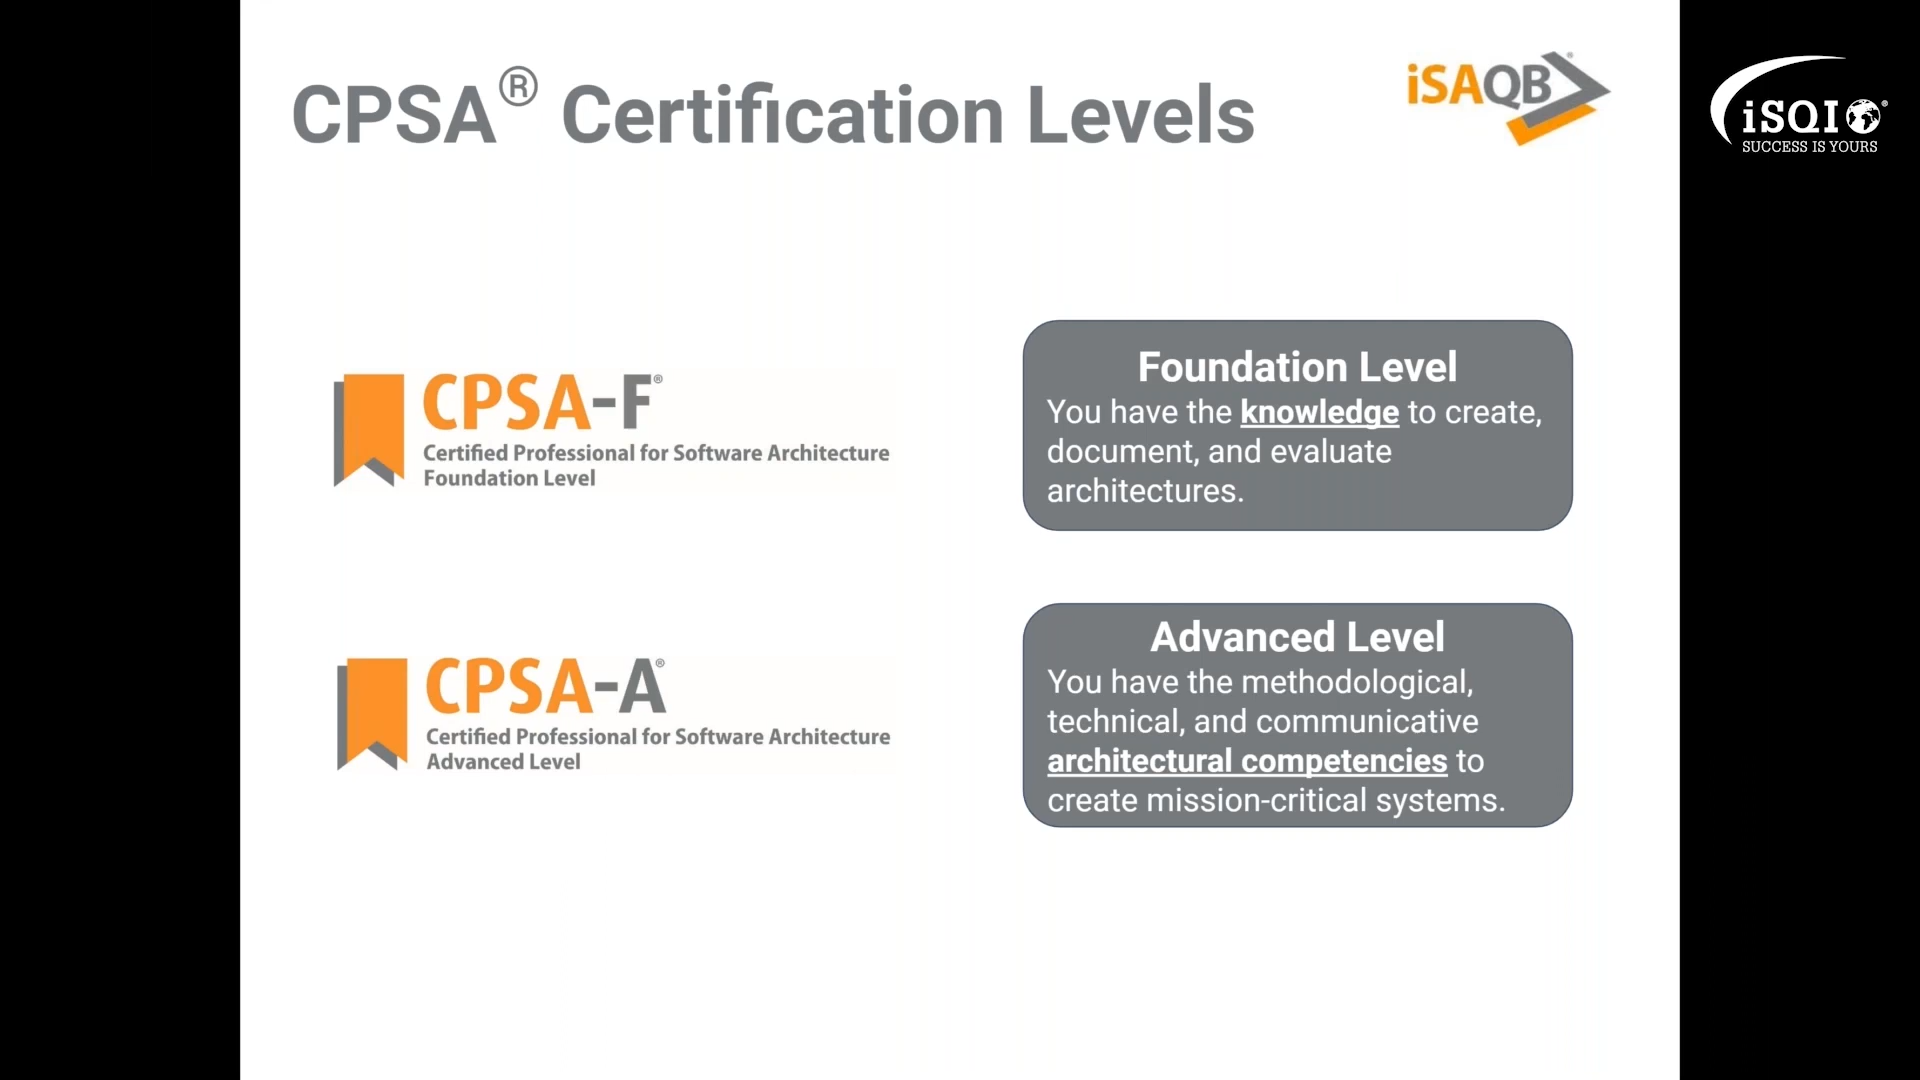 CPSA® Certification Levels
iSAQB®
iSQI®
SUCCESS IS YOURS
CPSA-F®
Certified Professional for Software Architecture
Foundation Level
Foundation Level
You have the knowledge to create,
document, and evaluate
architectures.
CPSA-A®
Certified Professional for Software Architecture
Advanced Level
Advanced Level
You have the methodological,
technical, and communicative
architectural competencies to
create mission-critical systems.